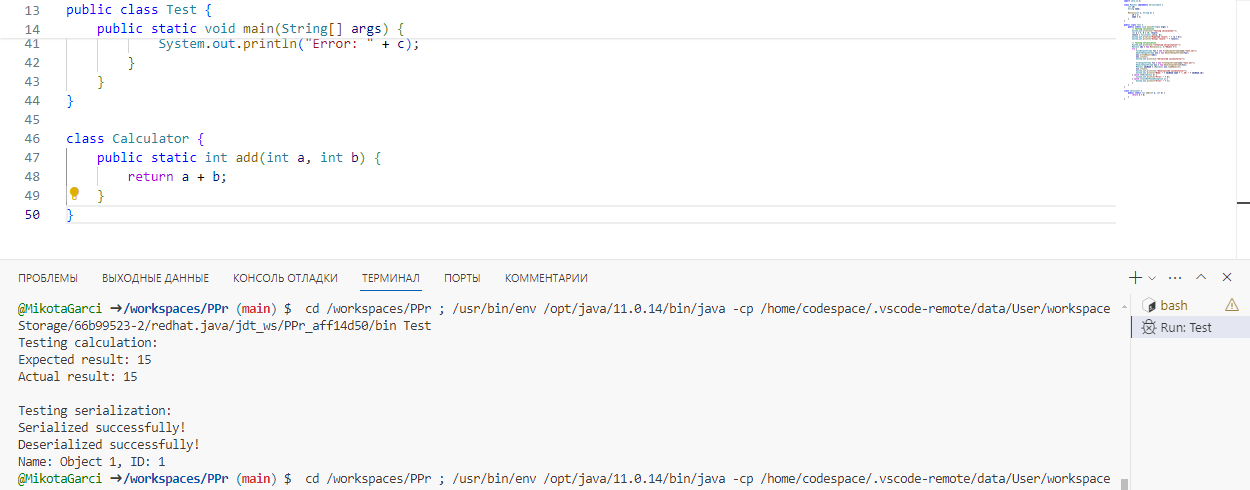 13 public class Test {
14 public static void main(String[] args) {
41 System.out.println("Error: " + c);
42 }
43 }
44 }
45
46 class Calculator {
47 public static int add(int a, int b) {
48 return a + b;
49 }
50 }
ПРОБЛЕМЫ ВЫХОДНЫЕ ДАННЫЕ КОНСОЛЬ ОТЛАДКИ ТЕРМИНАЛ ПОРТЫ КОММЕНТАРИИ
@MikotaGarci →/workspaces/PPr (main) $ cd /workspaces/PPr ; /usr/bin/env /opt/java/11.0.14/bin/java -cp /home/codespace/.vscode-remote/data/User/workspace
Storage/66b99523-2/redhat.java/jdt_ws/PPr_aff14d50/bin Test
Testing calculation:
Expected result: 15
Actual result: 15

Testing serialization:
Serialized successfully!
Deserialized successfully!
Name: Object 1, ID: 1
@MikotaGarci →/workspaces/PPr (main) $ cd /workspaces/PPr ; /usr/bin/env /opt/java/11.0.14/bin/java -cp /home/codespace/.vscode-remote/data/User/workspace
bash
Run: Test